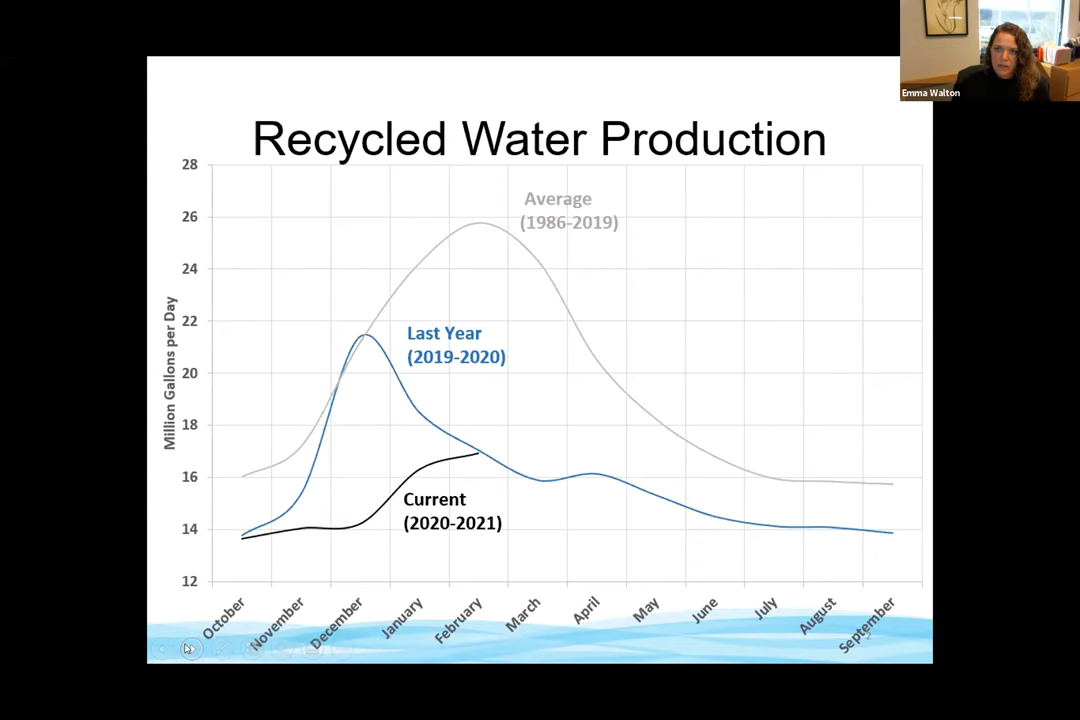 Emma Walton
Recycled Water Production
Million Gallons per Day
28
26
24
22
20
18
16
14
12
Average
(1986-2019)
Last Year
(2019-2020)
Current
(2020-2021)
October
November
December
January
February
March
April
May
June
July
August
September
2